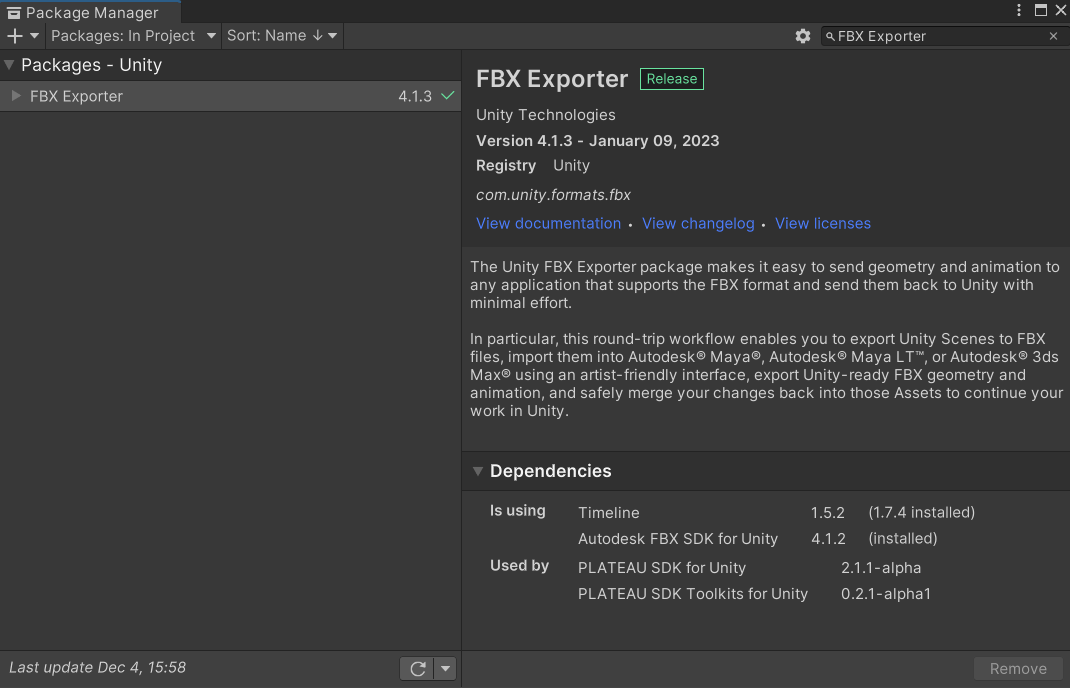 Package Manager
Packages: In Project
Sort: Name ↓
FBX Exporter
Packages - Unity
FBX Exporter 4.1.3
FBX Exporter Release
Unity Technologies
Version 4.1.3 - January 09, 2023
Registry Unity
com.unity.formats.fbx
View documentation • View changelog • View licenses
The Unity FBX Exporter package makes it easy to send geometry and animation to
any application that supports the FBX format and send them back to Unity with
minimal effort.
In particular, this round-trip workflow enables you to export Unity Scenes to FBX
files, import them into Autodesk® Maya®, Autodesk® Maya LT™, or Autodesk® 3ds
Max® using an artist-friendly interface, export Unity-ready FBX geometry and
animation, and safely merge your changes back into those Assets to continue your
work in Unity.
Dependencies
Is using Timeline 1.5.2 (1.7.4 installed)
Autodesk FBX SDK for Unity 4.1.2 (installed)
Used by PLATEAU SDK for Unity 2.1.1-alpha
PLATEAU SDK Toolkits for Unity 0.2.1-alpha1
Last update Dec 4, 15:58
Remove